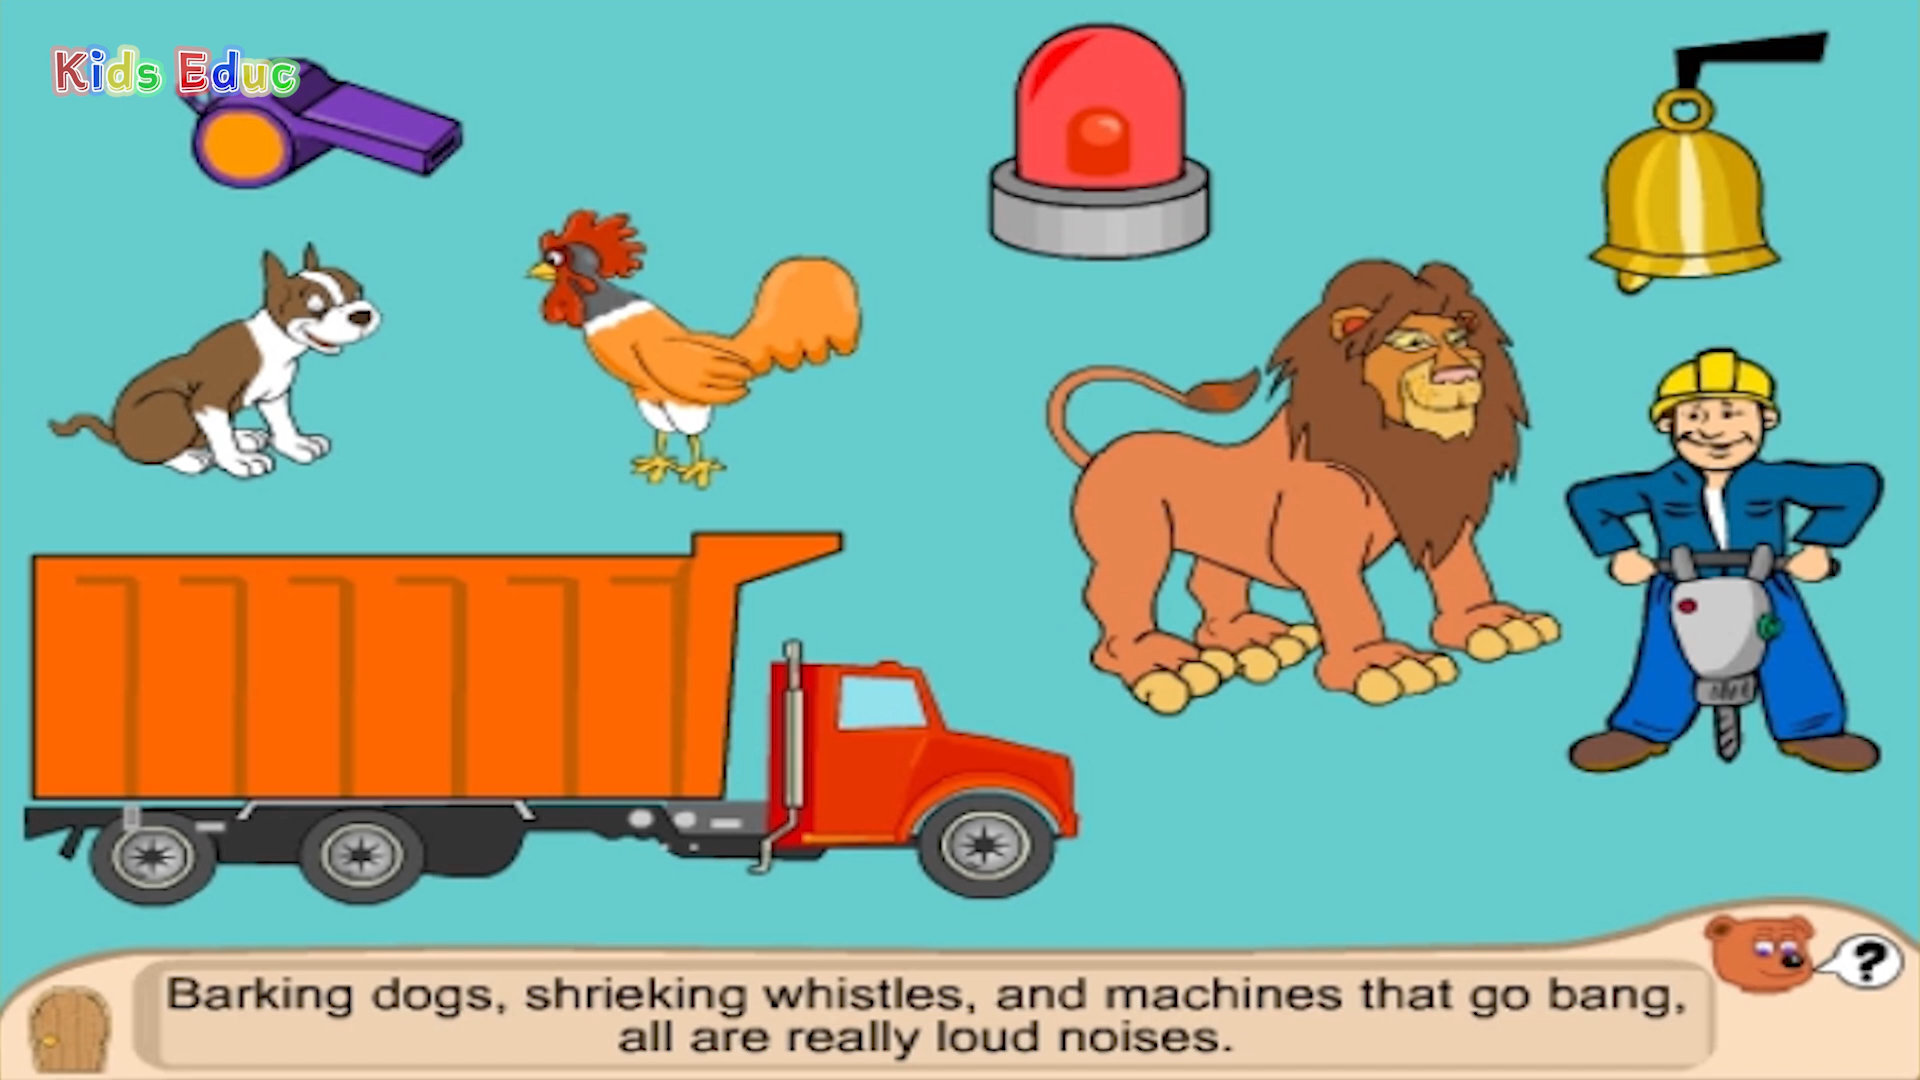 Kids Educ
Barking dogs, shrieking whistles, and machines that go bang,
all are really loud noises.
?